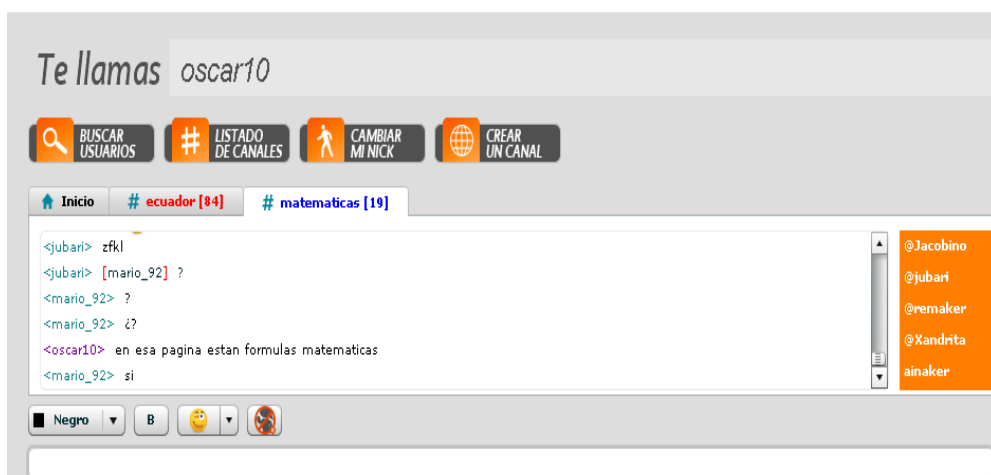 Te llamas oscar10
BUSCAR
USUARIOS
LISTADO
DE CANALES
CAMBIAR
MI NICK
CREAR
UN CANAL
Inicio
# ecuador [84]
# matematicas [19]
<jubari> zfkl
<jubari> [mario_92] ?
<mario_92> ?
<mario_92> ¿?
<oscar10> en esa pagina estan formulas matematicas
<mario_92> si
@Jacobino
@jubari
@remaker
@Xandrita
ainaker
Negro
B